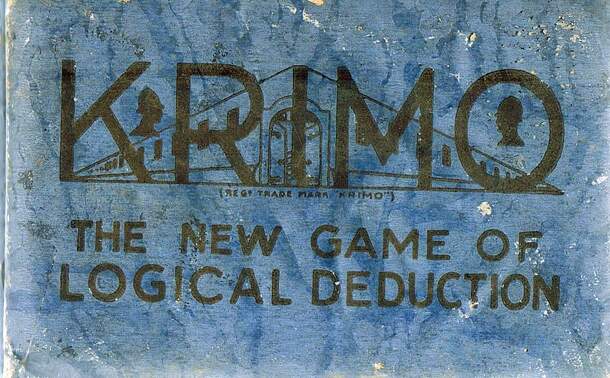 KRIMO
(REGD TRADE MARK "KRIMO")
THE NEW GAME OF
LOGICAL DEDUCTION